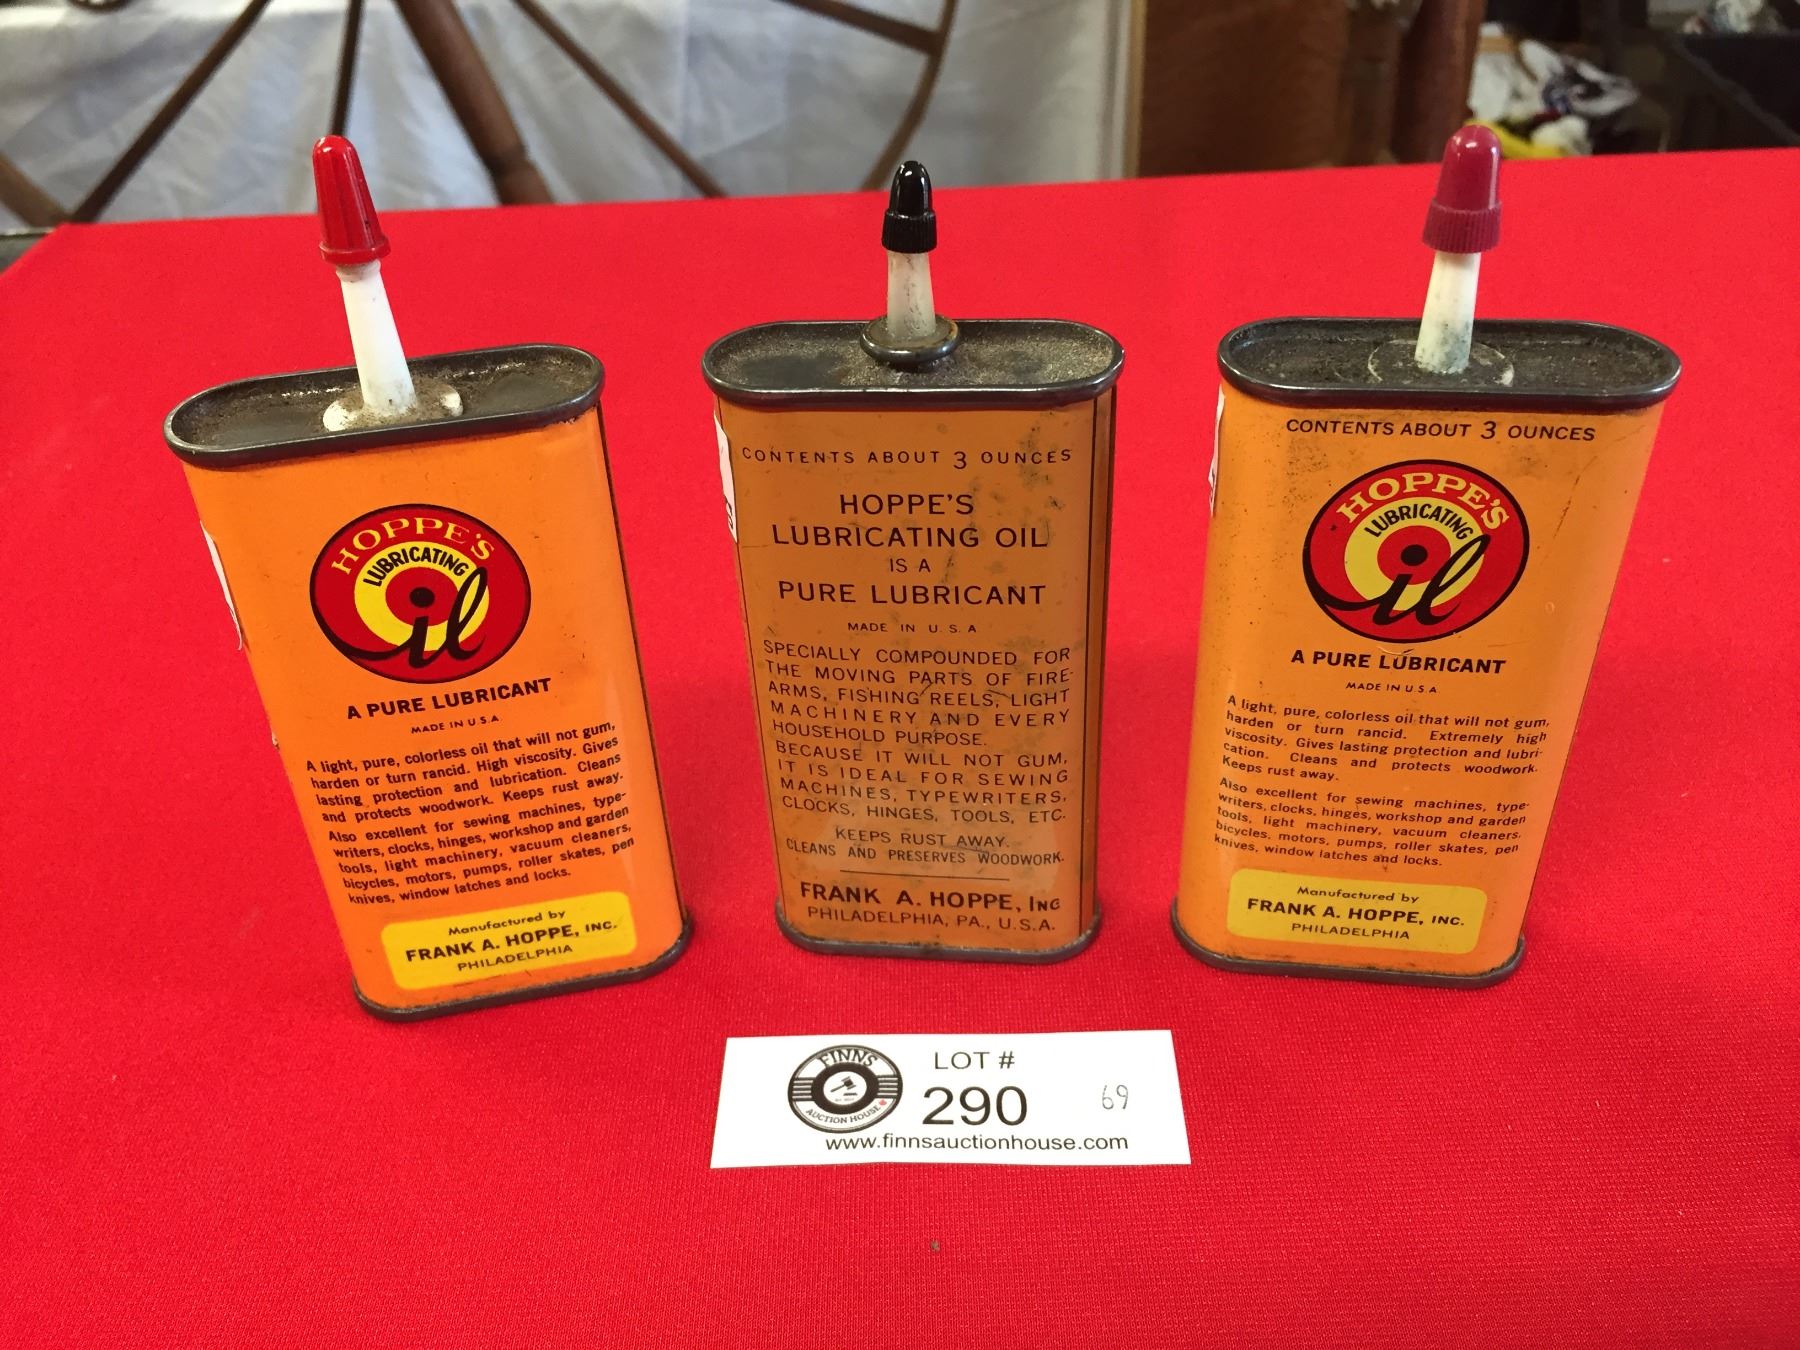 HOPPE'S
LUBRICATING
Oil
A PURE LUBRICANT
MADE IN U.S.A.
A light, pure, colorless oil that will not gum,
harden or turn rancid. High viscosity. Gives
lasting protection and lubrication. Cleans
and protects woodwork. Keeps rust away.
Also excellent for sewing machines, type-
writers, clocks, hinges, workshop and garden
tools, light machinery, vacuum cleaners,
bicycles, motors, pumps, roller skates, pen
knives, window latches and locks.
Manufactured by
FRANK A. HOPPE, INC.
PHILADELPHIA
CONTENTS ABOUT 3 OUNCES
HOPPE'S
LUBRICATING OIL
IS A
PURE LUBRICANT
MADE IN U.S.A
SPECIALLY COMPOUNDED FOR
THE MOVING PARTS OF FIRE-
ARMS, FISHING REELS, LIGHT
MACHINERY AND EVERY
HOUSEHOLD PURPOSE.
BECAUSE IT WILL NOT GUM,
IT IS IDEAL FOR SEWING
MACHINES, TYPEWRITERS,
CLOCKS, HINGES, TOOLS, ETC.
KEEPS RUST AWAY.
CLEANS AND PRESERVES WOODWORK.
FRANK A. HOPPE, INC
PHILADELPHIA, PA., U.S.A.
CONTENTS ABOUT 3 OUNCES
HOPPE'S
LUBRICATING
Oil
A PURE LUBRICANT
MADE IN U.S.A.
A light, pure, colorless oil that will not gum,
harden or turn rancid. Extremely high
viscosity. Gives lasting protection and lubri-
cation. Cleans and protects woodwork.
Keeps rust away.
Also excellent for sewing machines, type-
writers, clocks, hinges, workshop and garden
tools, light machinery, vacuum cleaners,
bicycles, motors, pumps, roller skates, pen
knives, window latches and locks.
Manufactured by
FRANK A. HOPPE, INC.
PHILADELPHIA
FINNS
AUCTION HOUSE
LOT #
290
69
www.finnsauctionhouse.com